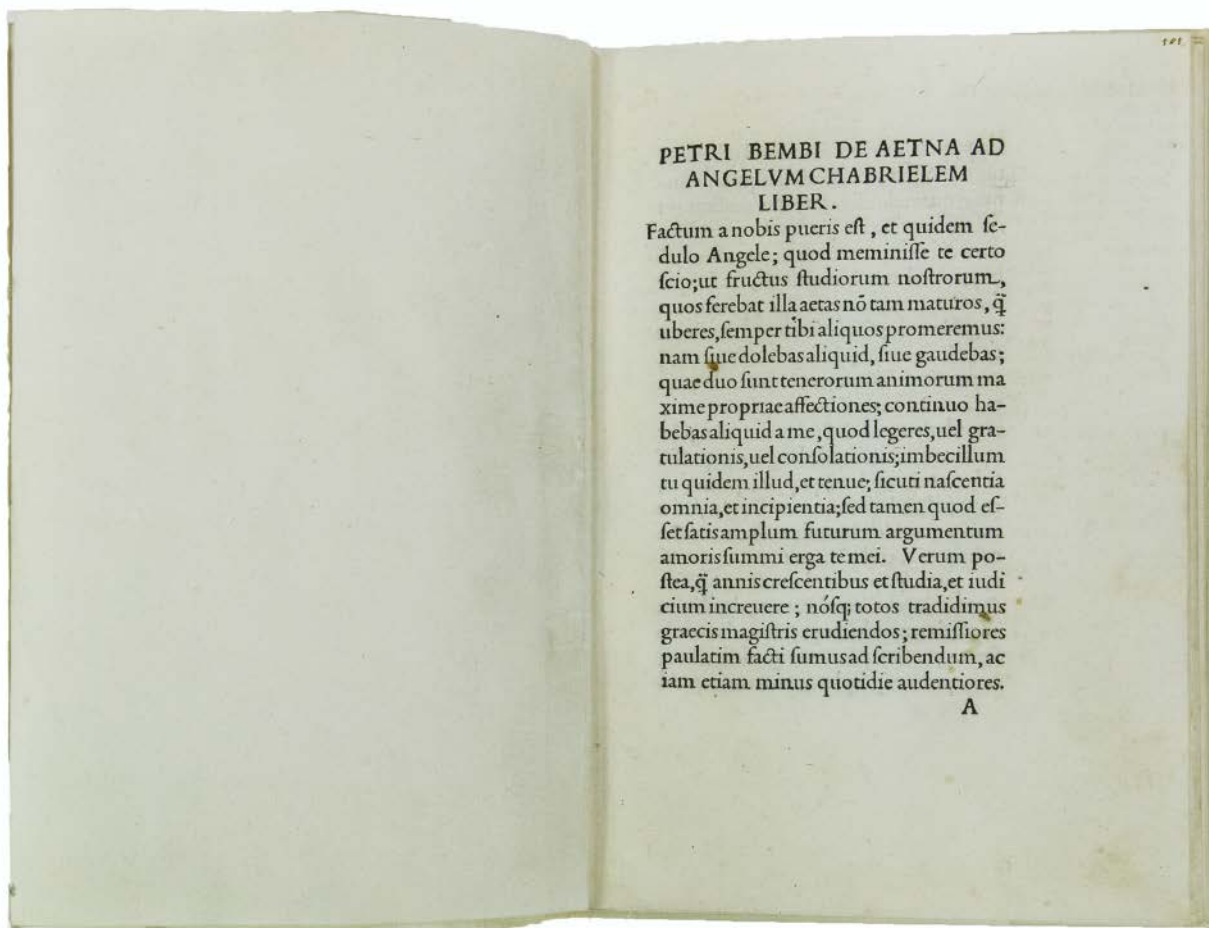 101
PETRI BEMBI DE AETNA AD
ANGELVM CHABRIELEM
LIBER.
Factum a nobis pueris eſt, et quidem ſe-
dulo Angele; quod meminiſſe te certo
ſcio; ut fructus ſtudiorum noſtrorum,
quos ferebat illa aetas nō tam maturos, q̄
uberes, ſemper tibi aliquos promeremus:
nam ſiue dolebas aliquid, ſiue gaudebas;
quae duo ſunt tenerorum animorum ma
xime propriae affectiones; continuo ha-
bebas aliquid a me, quod legeres, uel gra-
tulationis, uel conſolationis; imbecillum
tu quidem illud, et tenue; ſicuti naſcentia
omnia, et incipientia; ſed tamen quod eſ-
ſet ſatis amplum futurum argumentum
amoris ſummi erga te mei. Verum po-
ſtea, q̄ annis creſcentibus et ſtudia, et iudi
cium increuere; nóſq; totos tradidimus
graecis magiſtris erudiendos; remiſſiores
paulatim facti ſumus ad ſcribendum, ac
iam etiam minus quotidie audentiores.
A